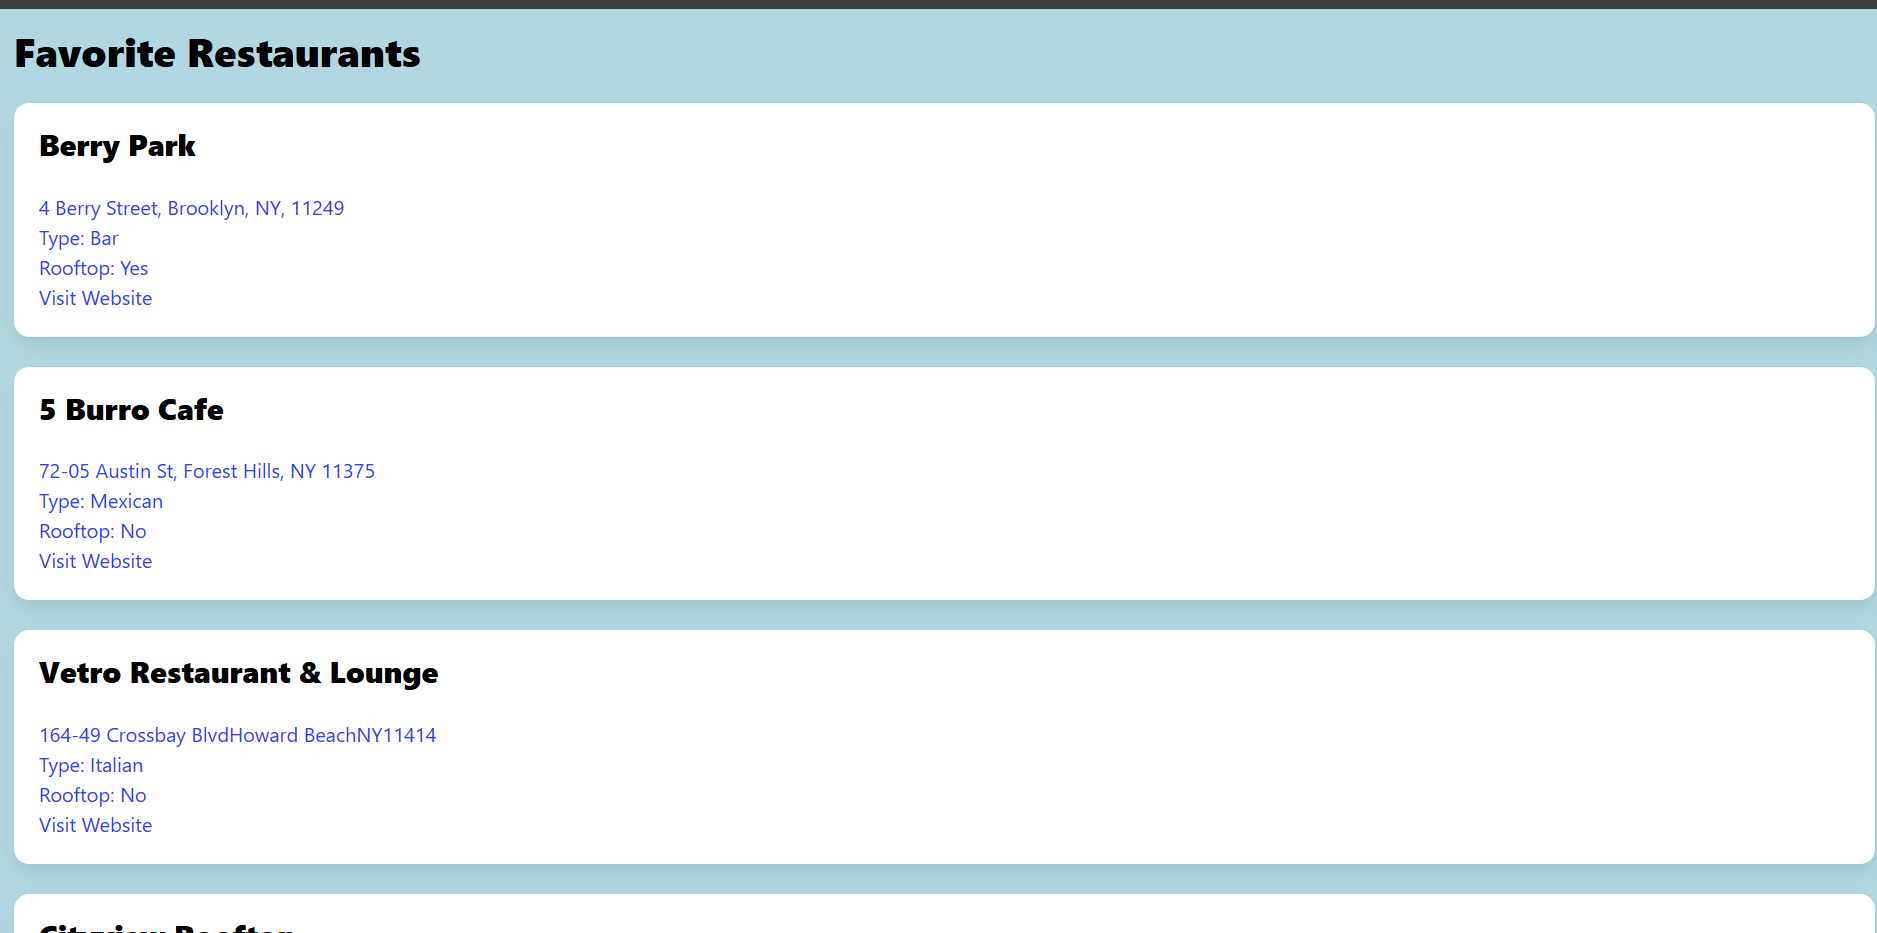 Favorite Restaurants
Berry Park
4 Berry Street, Brooklyn, NY, 11249
Type: Bar
Rooftop: Yes
Visit Website
5 Burro Cafe
72-05 Austin St, Forest Hills, NY 11375
Type: Mexican
Rooftop: No
Visit Website
Vetro Restaurant & Lounge
164-49 Crossbay BlvdHoward BeachNY11414
Type: Italian
Rooftop: No
Visit Website
Cityview Rooftop